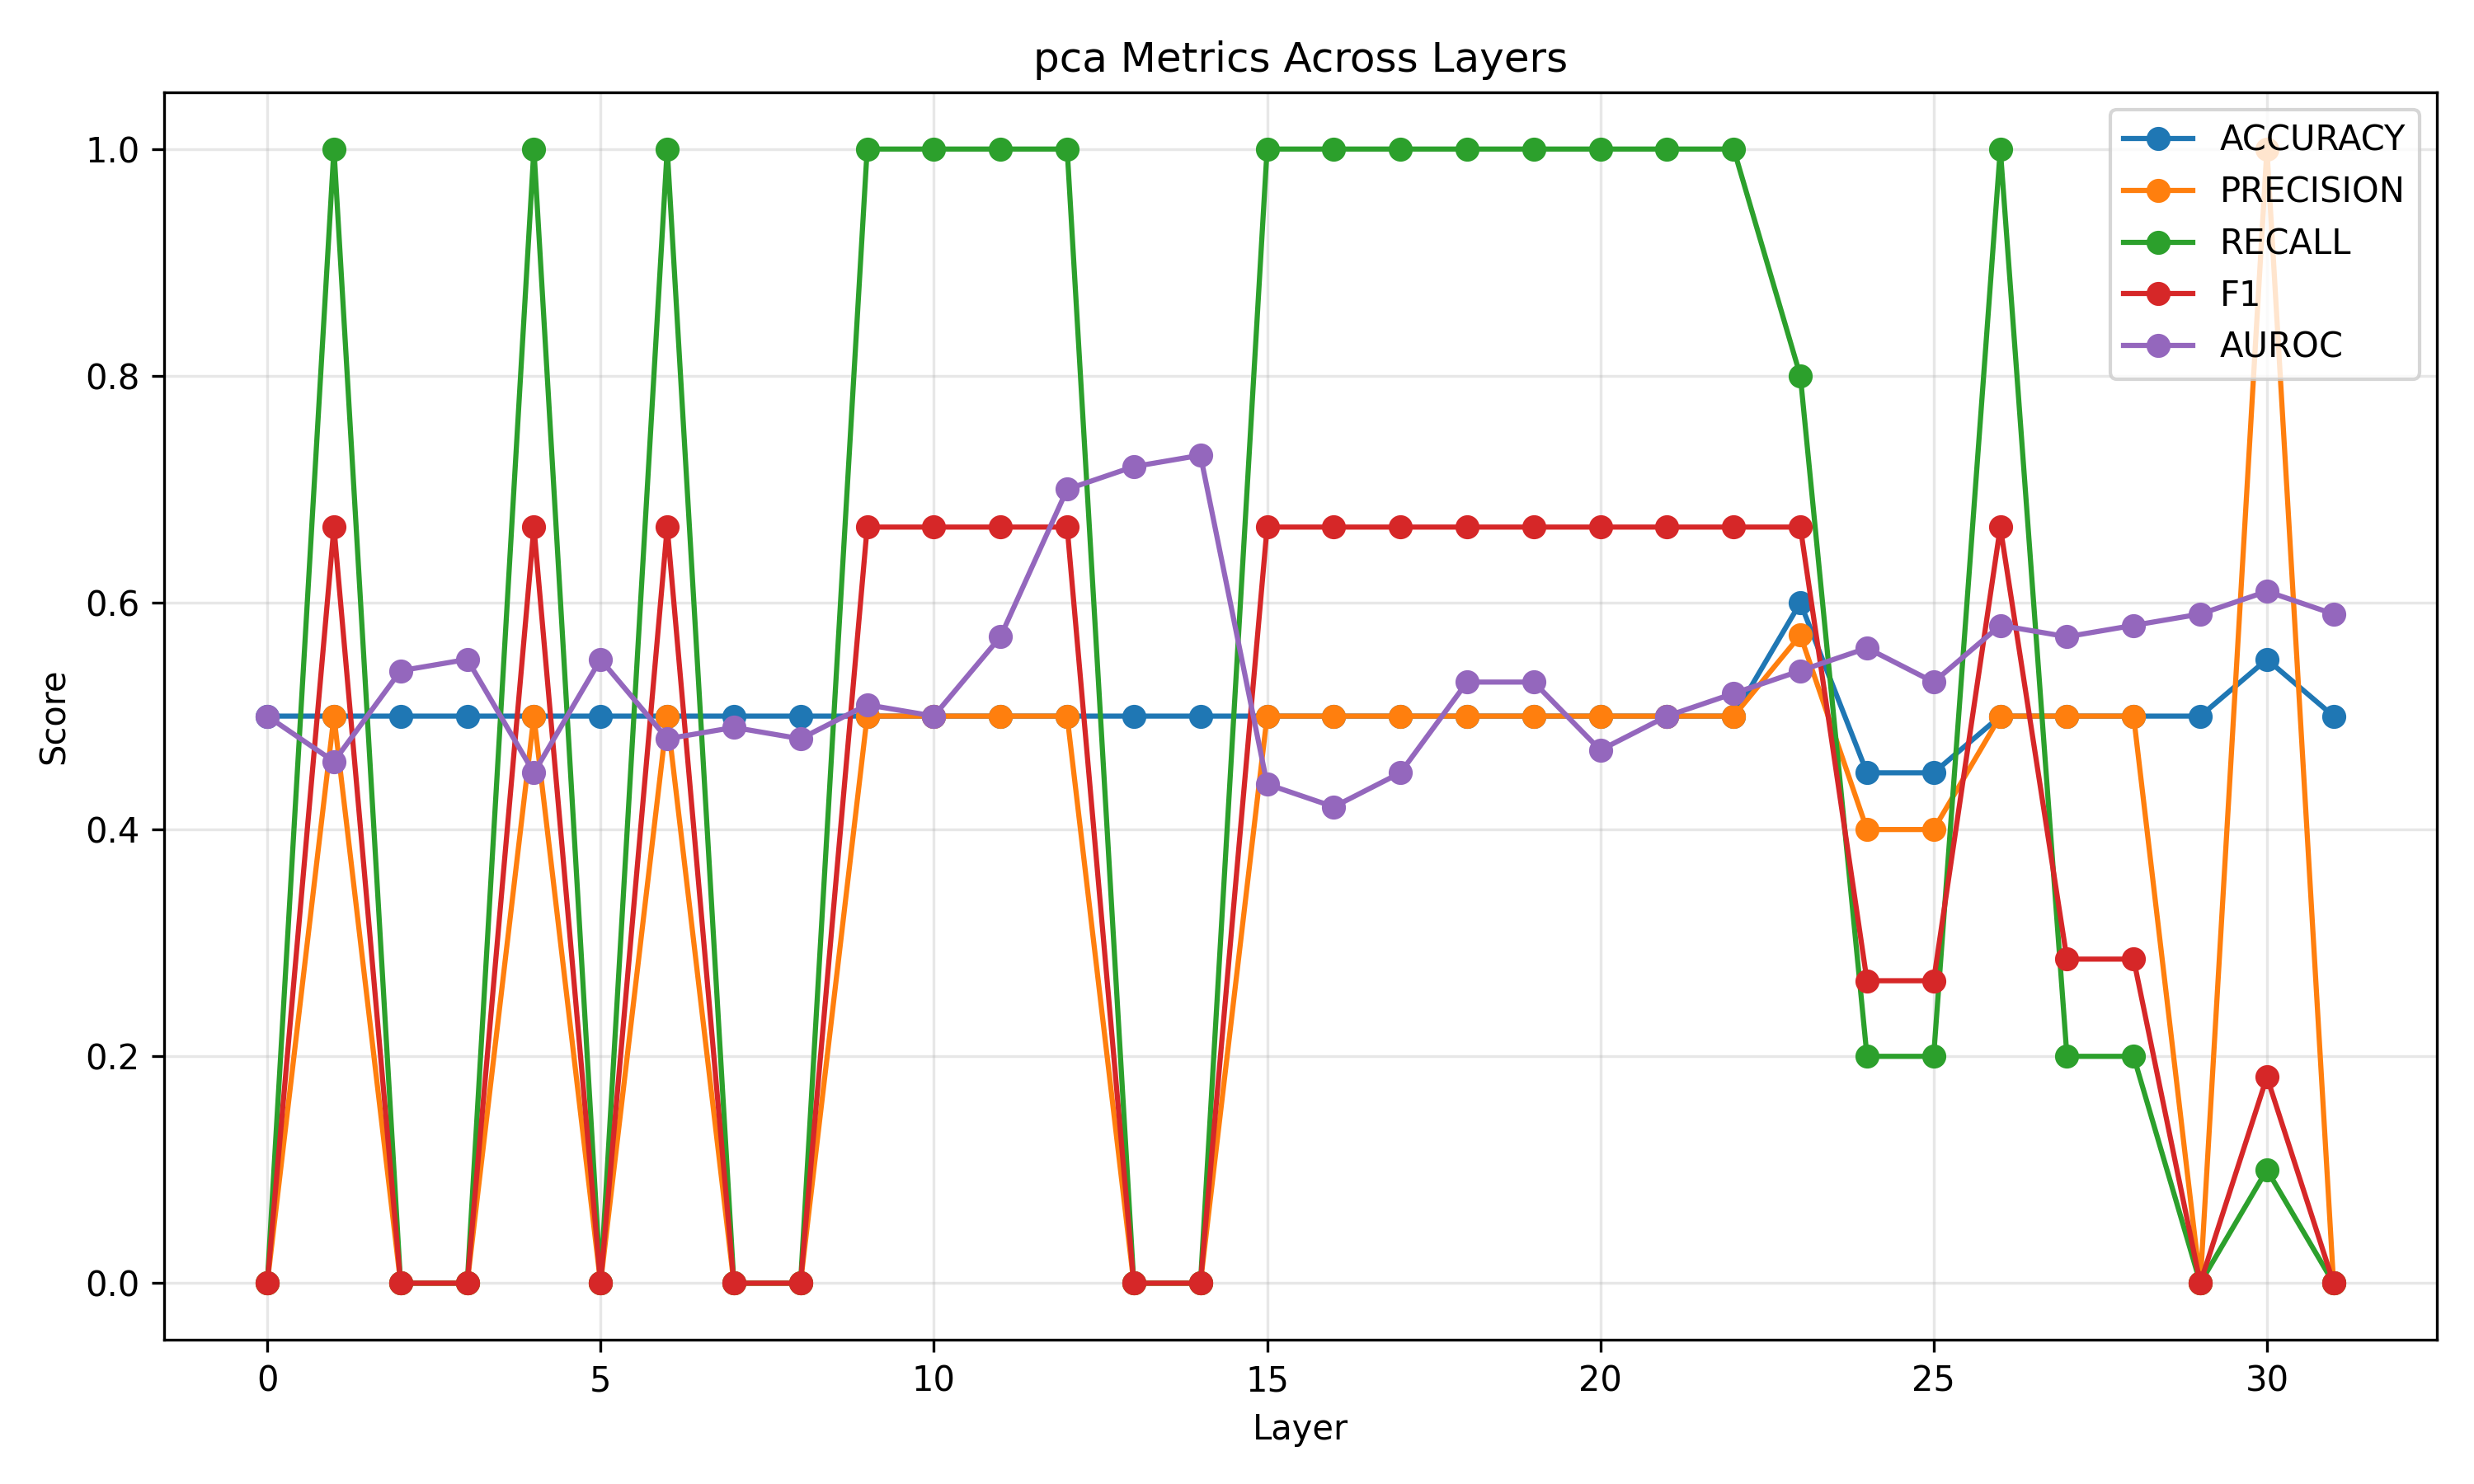 pca Metrics Across Layers
ACCURACY
PRECISION
RECALL
F1
AUROC
Score
1.0
0.8
0.6
0.4
0.2
0.0
0 5 10 15 20 25 30
Layer